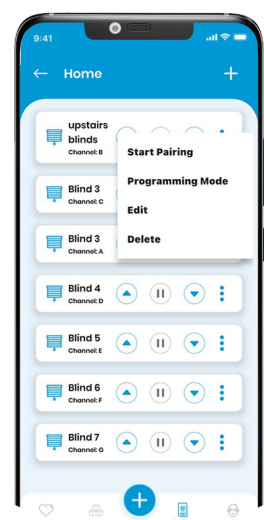 9:41
Home
upstairs
blinds
Channel: B
Start Pairing
Programming Mode
Edit
Delete
Blind 3
Channel: C
Blind 3
Channel: A
Blind 4
Channel: D
Blind 5
Channel: E
Blind 6
Channel: F
Blind 7
Channel: G